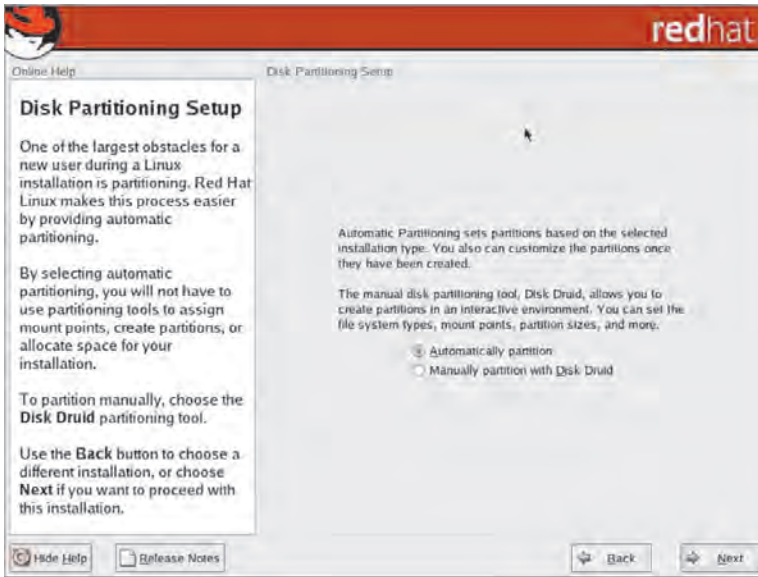 redhat
Online Help
Disk Partitioning Setup
Disk Partitioning Setup
One of the largest obstacles for a
new user during a Linux
installation is partitioning. Red Hat
Linux makes this process easier
by providing automatic
partitioning.
By selecting automatic
partitioning, you will not have to
use partitioning tools to assign
mount points, create partitions, or
allocate space for your
installation.
To partition manually, choose the
Disk Druid partitioning tool.
Use the Back button to choose a
different installation, or choose
Next if you want to proceed with
this installation.
Automatic Partitioning sets partitions based on the selected
installation type. You also can customize the partitions once
they have been created.
The manual disk partitioning tool, Disk Druid, allows you to
create partitions in an interactive environment. You can set the
file system types, mount points, partition sizes, and more.
Automatically partition
Manually partition with Disk Druid
Hide Help
Release Notes
Back
Next